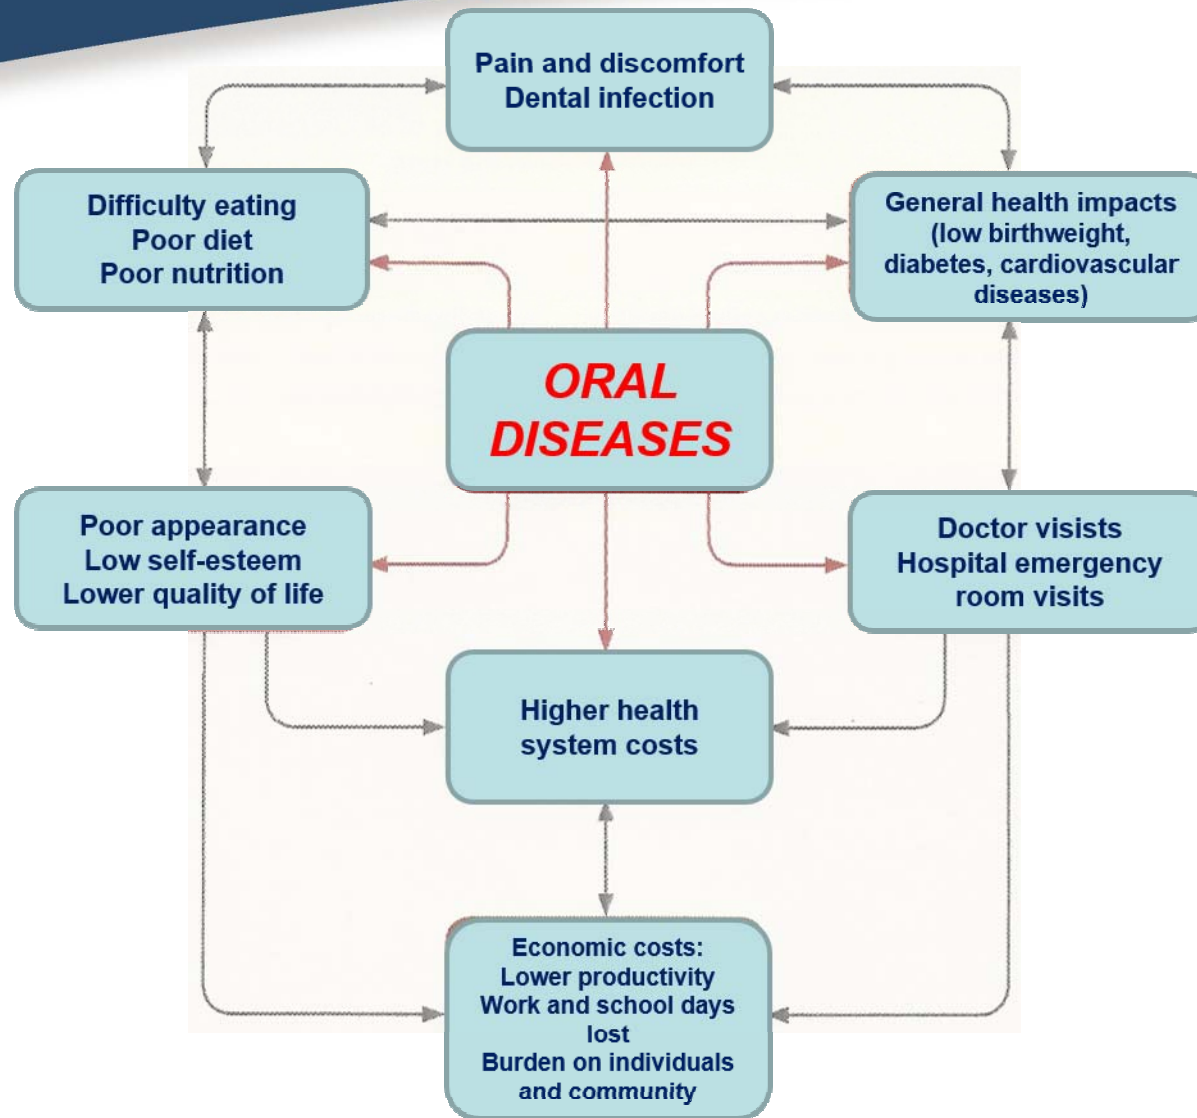 Pain and discomfort
Dental infection
Difficulty eating
Poor diet
Poor nutrition
General health impacts
(low birthweight,
diabetes, cardiovascular
diseases)
ORAL
DISEASES
Poor appearance
Low self-esteem
Lower quality of life
Doctor visists
Hospital emergency
room visits
Higher health
system costs
Economic costs:
Lower productivity
Work and school days
lost
Burden on individuals
and community